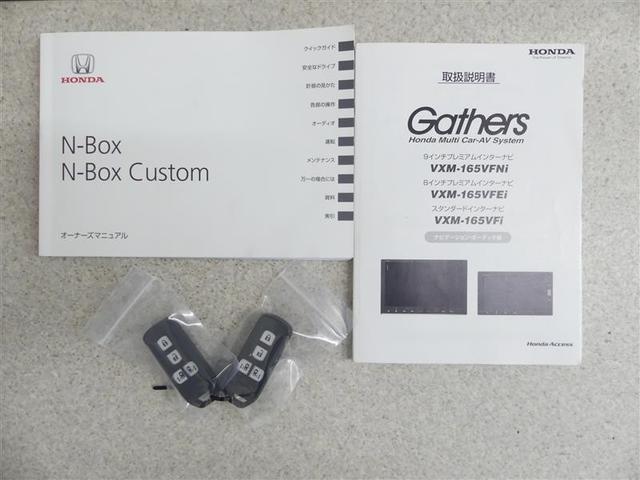 HONDA
N-Box
N-Box Custom
オーナーズマニュアル
クイックガイド
安全なドライブ
計器の見かた
各部の操作
オーディオ
運転
メンテナンス
万一の場合には
資料
索引
HONDA
The Power of Dreams
取扱説明書
Gathers
Honda Multi Car-AV System
9インチプレミアムインターナビ
VXM-165VFNi
8インチプレミアムインターナビ
VXM-165VFEi
スタンダードインターナビ
VXM-165VFi
ナビゲーション・オーディオ編
Honda Access